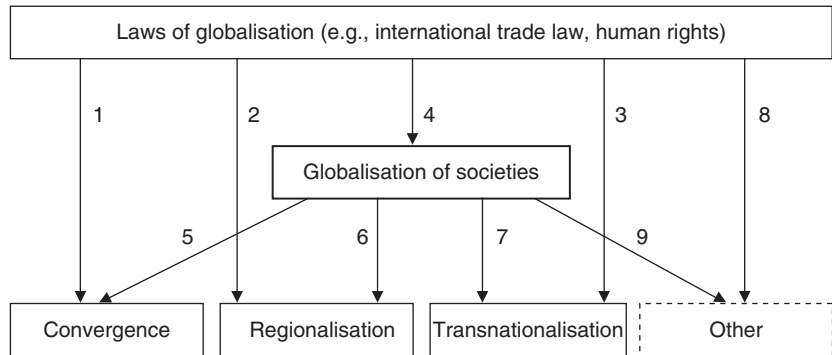 Laws of globalisation (e.g., international trade law, human rights)
1 2 4 3 8
Globalisation of societies
5 6 7 9
Convergence Regionalisation Transnationalisation Other